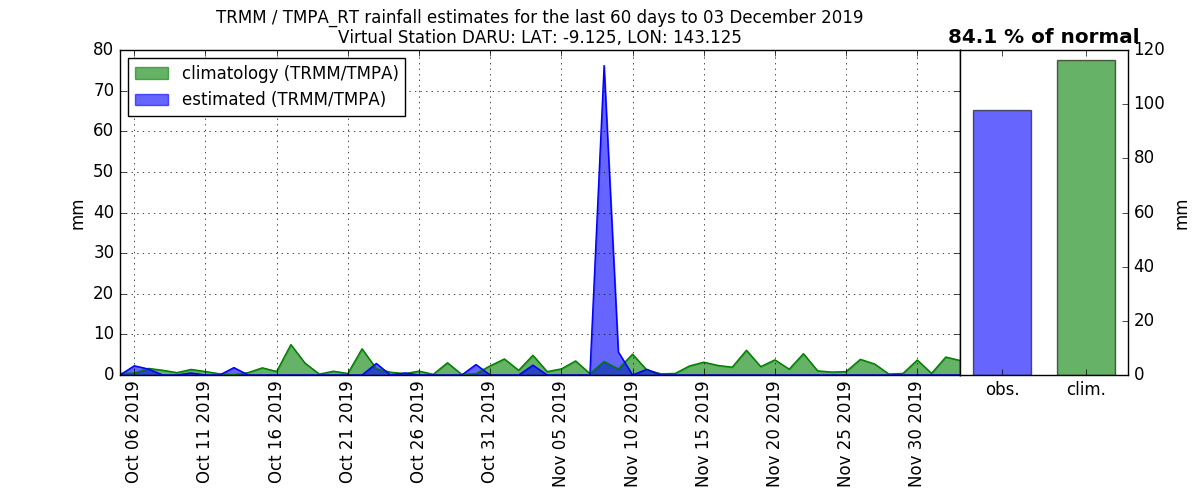 TRMM / TMPA_RT rainfall estimates for the last 60 days to 03 December 2019
Virtual Station DARU: LAT: -9.125, LON: 143.125
84.1 % of normal
climatology (TRMM/TMPA)
estimated (TRMM/TMPA)
80
70
60
50
40
30
20
10
0
mm
Oct 06 2019
Oct 11 2019
Oct 16 2019
Oct 21 2019
Oct 26 2019
Oct 31 2019
Nov 05 2019
Nov 10 2019
Nov 15 2019
Nov 20 2019
Nov 25 2019
Nov 30 2019
obs.
clim.
120
100
80
60
40
20
0
mm